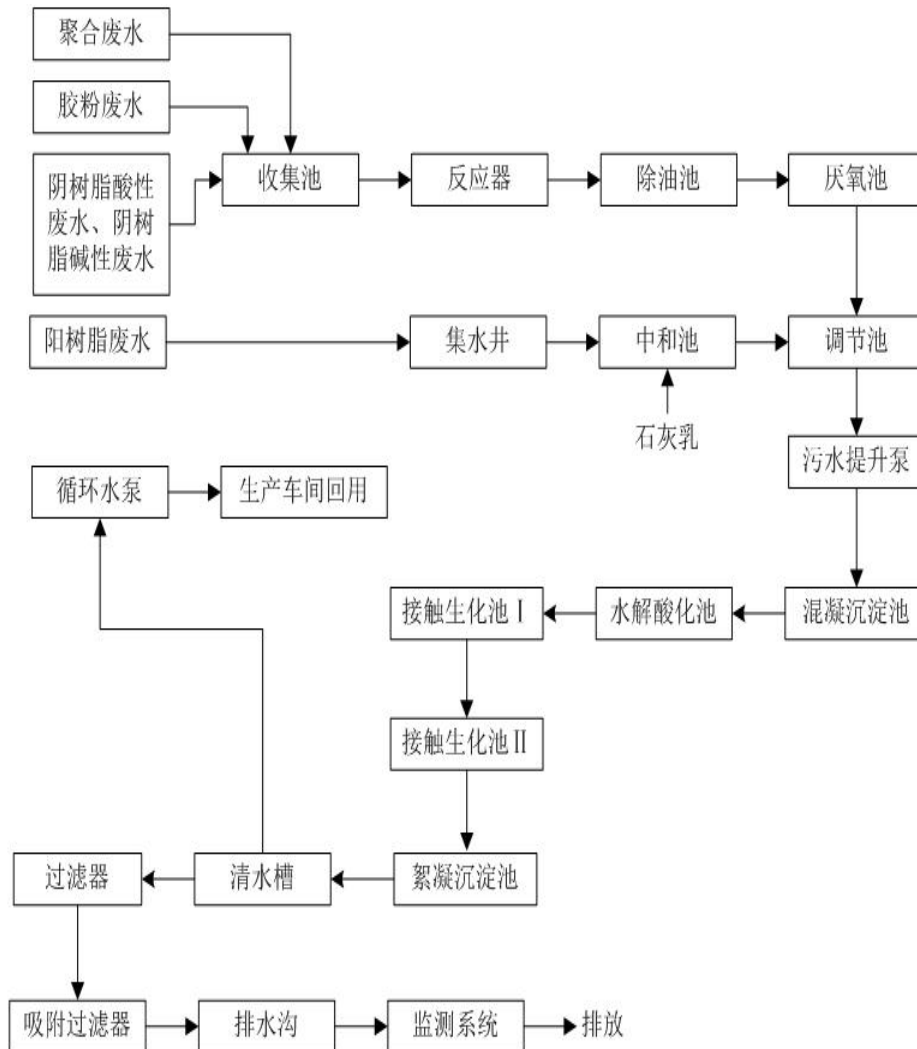 聚合废水
胶粉废水
阴树脂酸性
废水、阴树
脂碱性废水
收集池
反应器
除油池
厌氧池
阳树脂废水
集水井
中和池
调节池
石灰乳
污水提升泵
循环水泵
生产车间回用
接触生化池Ⅰ
水解酸化池
混凝沉淀池
接触生化池Ⅱ
过滤器
清水槽
絮凝沉淀池
吸附过滤器
排水沟
监测系统
排放